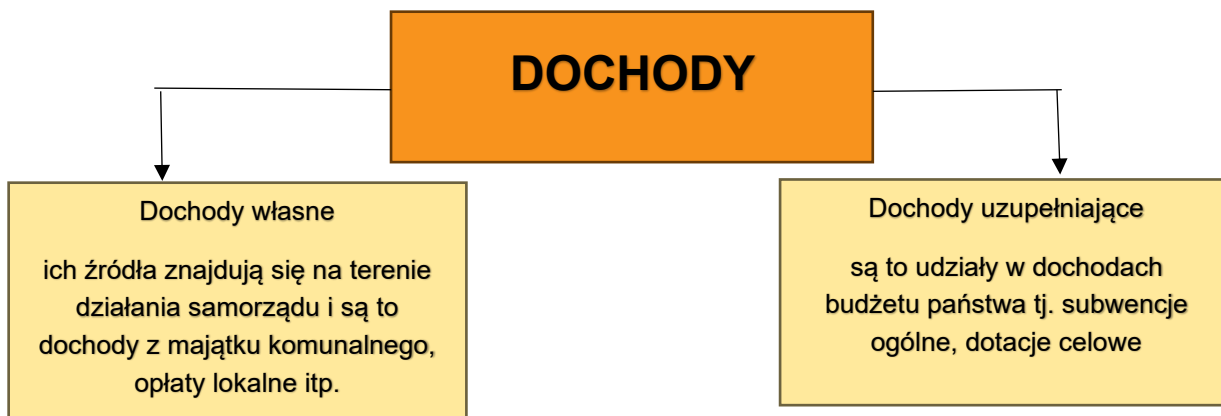 DOCHODY
Dochody własne
ich źródła znajdują się na terenie
działania samorządu i są to
dochody z majątku komunalnego,
opłaty lokalne itp.
Dochody uzupełniające
są to udziały w dochodach
budżetu państwa tj. subwencje
ogólne, dotacje celowe